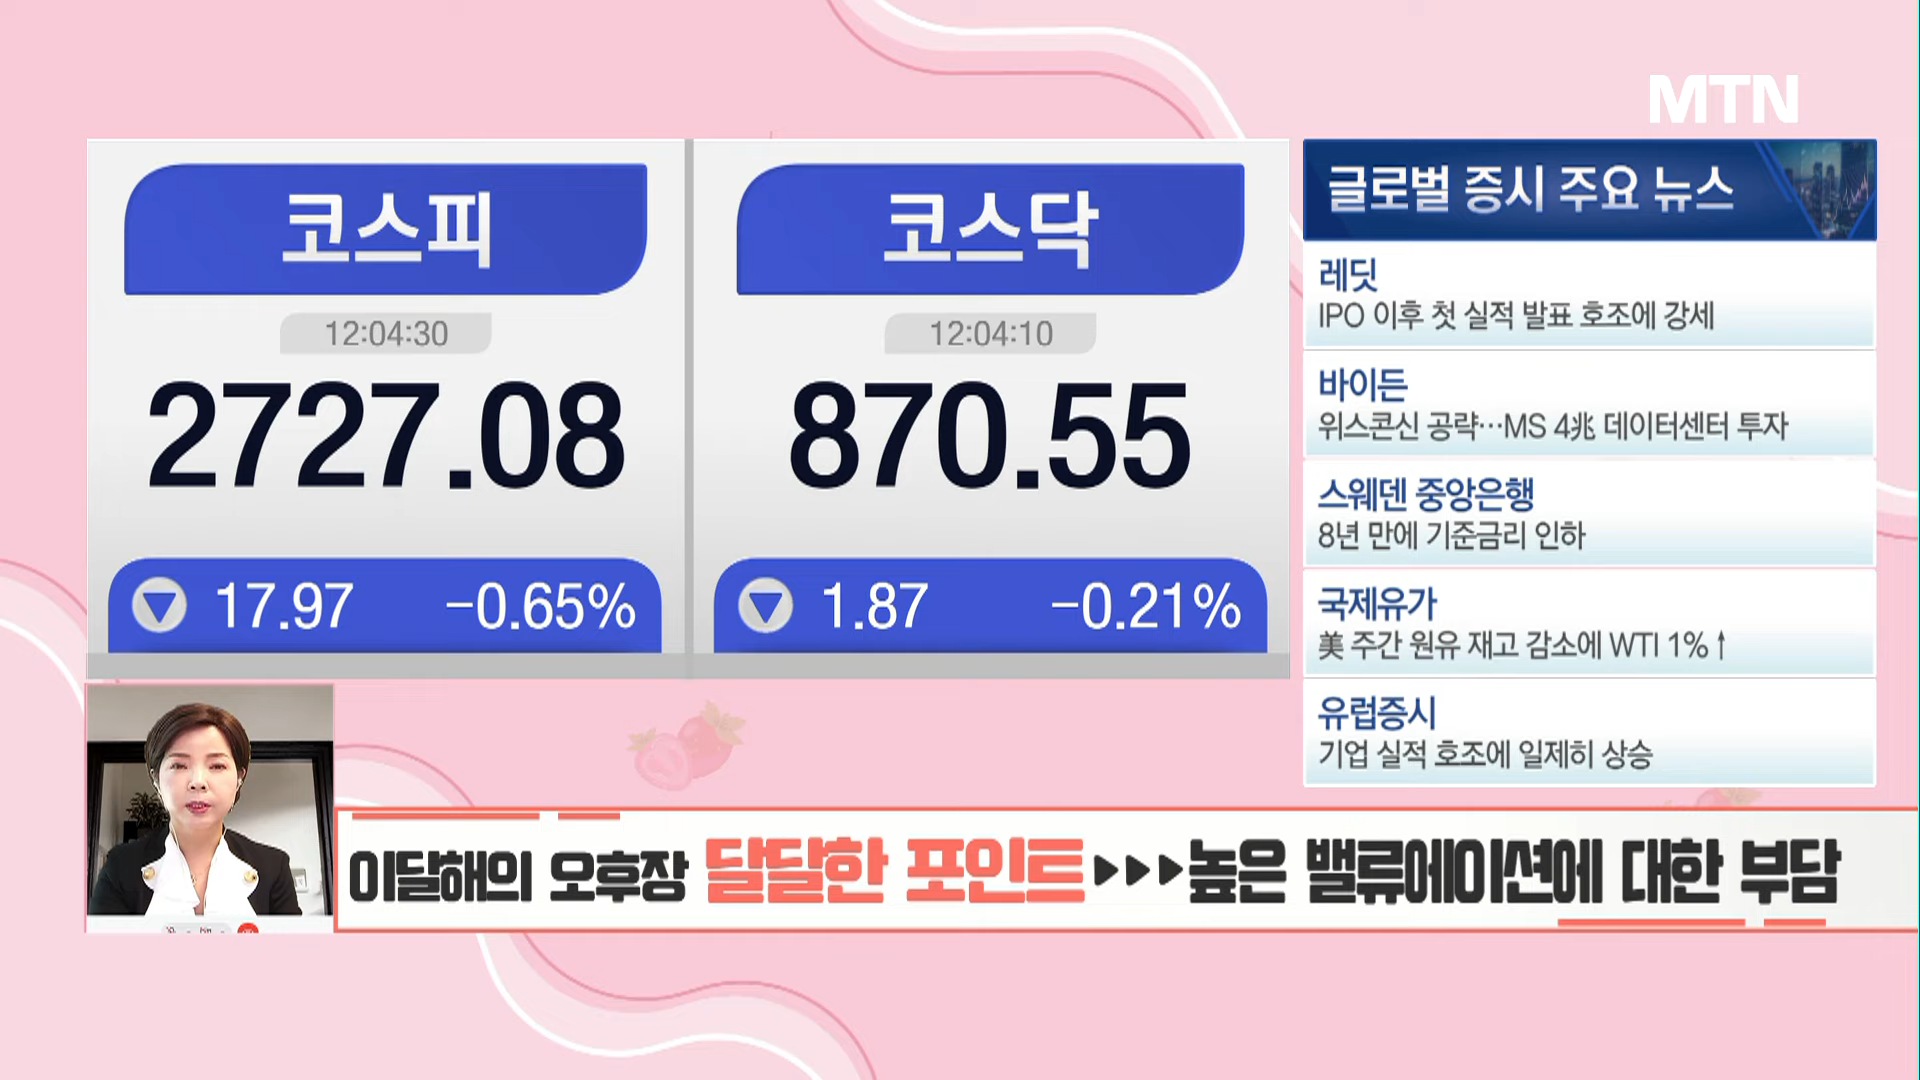 MTN
코스피
12:04:30
2727.08
▼ 17.97 -0.65%
코스닥
12:04:10
870.55
▼ 1.87 -0.21%
글로벌 증시 주요 뉴스
레딧
IPO 이후 첫 실적 발표 호조에 강세
바이든
위스콘신 공략…MS 4兆 데이터센터 투자
스웨덴 중앙은행
8년 만에 기준금리 인하
국제유가
美 주간 원유 재고 감소에 WTI 1%↑
유럽증시
기업 실적 호조에 일제히 상승
이달해의 오후장 달달한 포인트▶▶▶높은 밸류에이션에 대한 부담